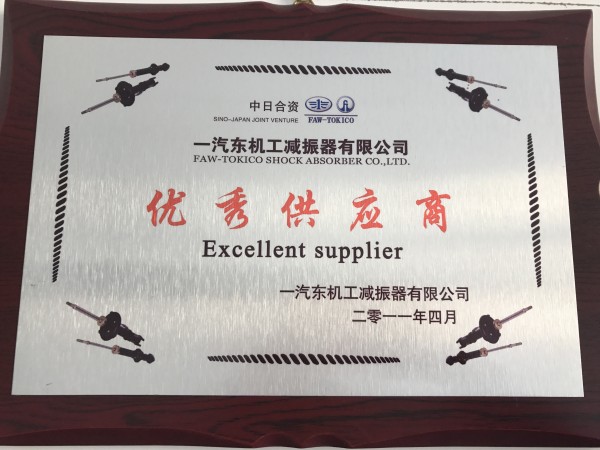 中日合资
SINO-JAPAN JOINT VENTURE
FAW-TOKICO
一汽东机工减振器有限公司
FAW-TOKICO SHOCK ABSORBER CO.,LTD.
优秀供应商
Excellent supplier
一汽东机工减振器有限公司
二零一一年四月